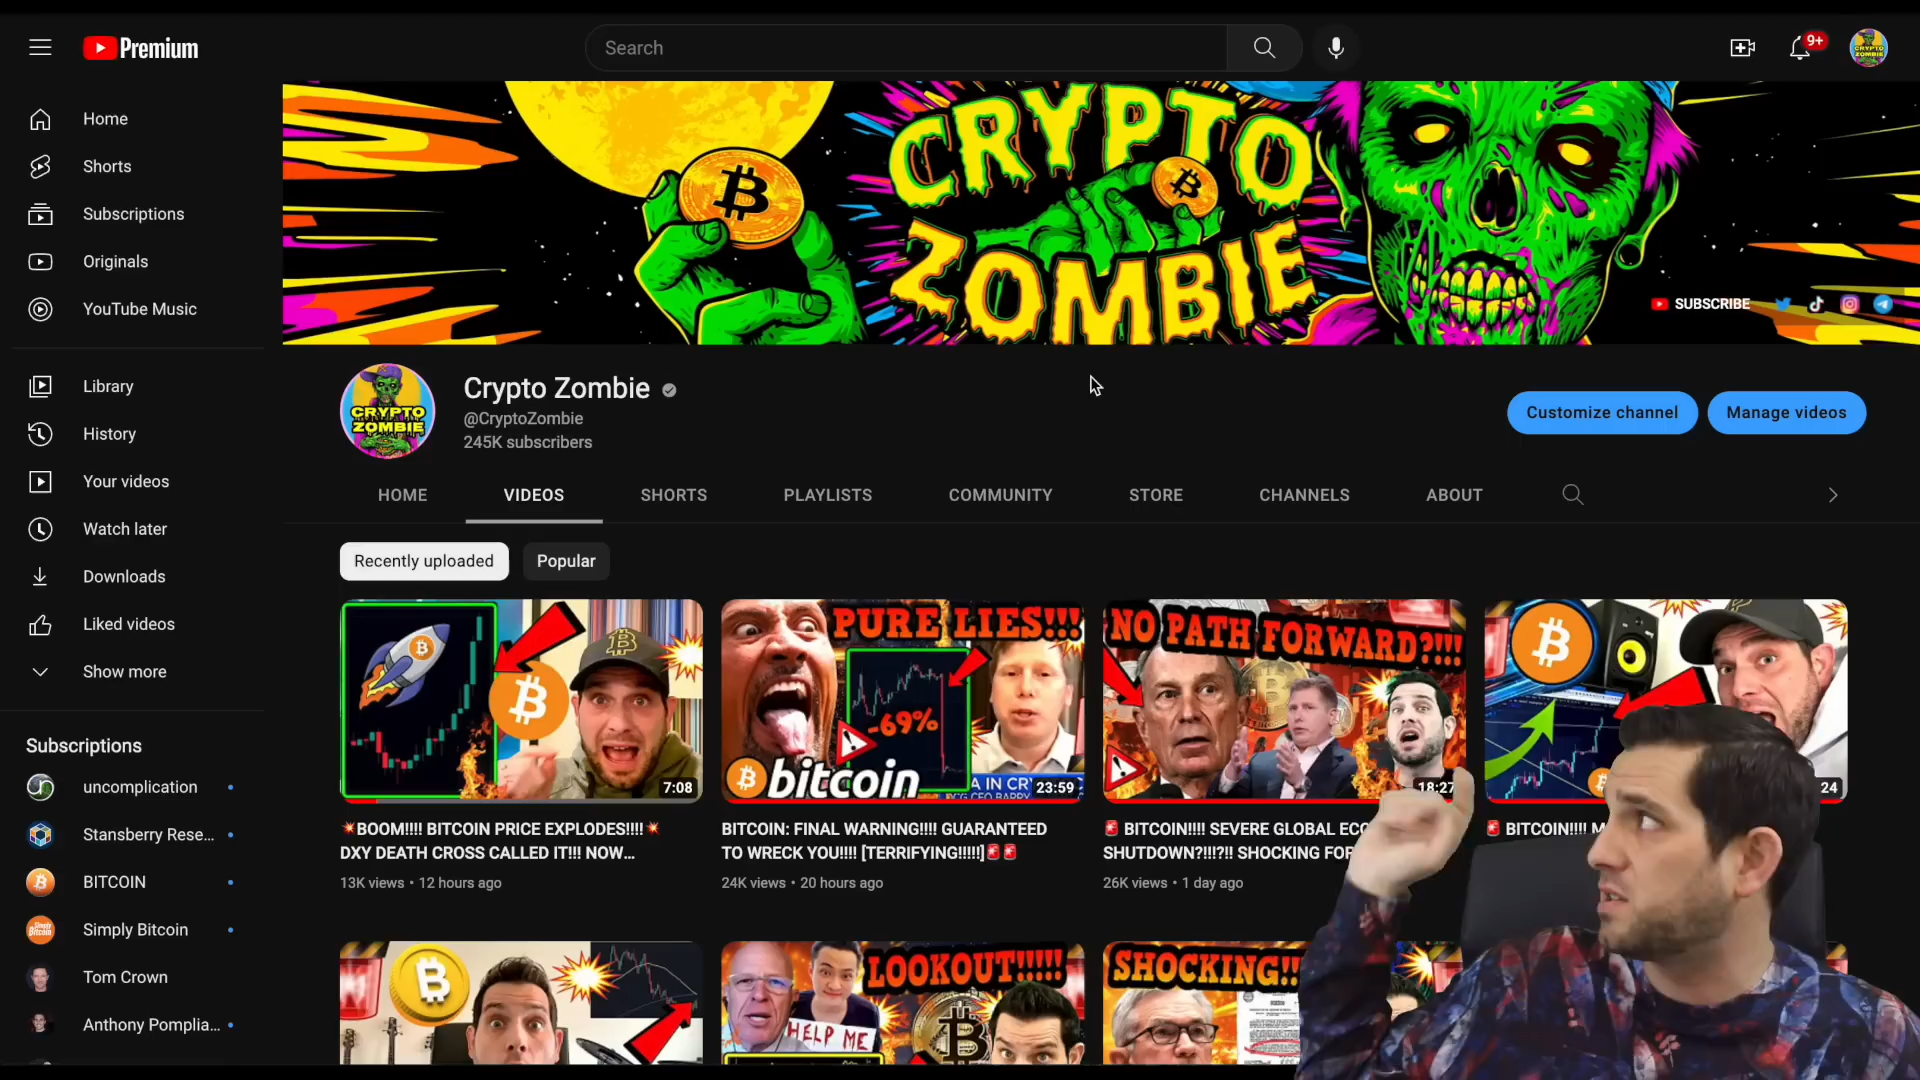 Premium
Search
9+
Home
Shorts
Subscriptions
Originals
YouTube Music
Library
History
Your videos
Watch later
Downloads
Liked videos
Show more
Subscriptions
uncomplication
Stansberry Rese...
BITCOIN
Simply Bitcoin
Tom Crown
Anthony Pomplia...
CRYPTO
ZOMBIE
SUBSCRIBE
CRYPTO
ZOMBIE
Crypto Zombie
@CryptoZombie
245K subscribers
Customize channel
Manage videos
HOME
VIDEOS
SHORTS
PLAYLISTS
COMMUNITY
STORE
CHANNELS
ABOUT
Recently uploaded
Popular
7:08
PURE LIES!!!
-69%
bitcoin
23:59
NO PATH FORWARD?!!!
18:27
24
💥BOOM!!!! BITCOIN PRICE EXPLODES!!!!💥
DXY DEATH CROSS CALLED IT!!! NOW...
13K views • 12 hours ago
BITCOIN: FINAL WARNING!!!! GUARANTEED
TO WRECK YOU!!!! [TERRIFYING!!!!!]🚨🚨
24K views • 20 hours ago
🚨 BITCOIN!!!! SEVERE GLOBAL
SHUTDOWN?!!!?!! SHOCKING
26K views • 1 day ago
🚨 BITCOIN!!!!
LOOKOUT!!!!!
HELP ME
SHOCKING!!